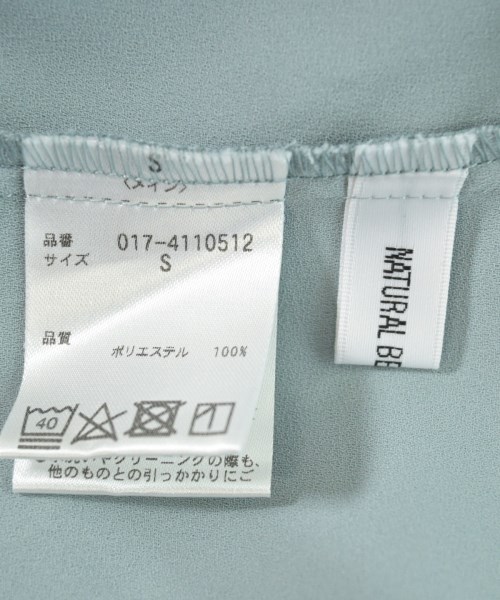 S
〈メイン〉
品番 017-4110512
サイズ S
品質 ポリエステル 100%
40
他のものとの引っかかりにご
NATURAL BE